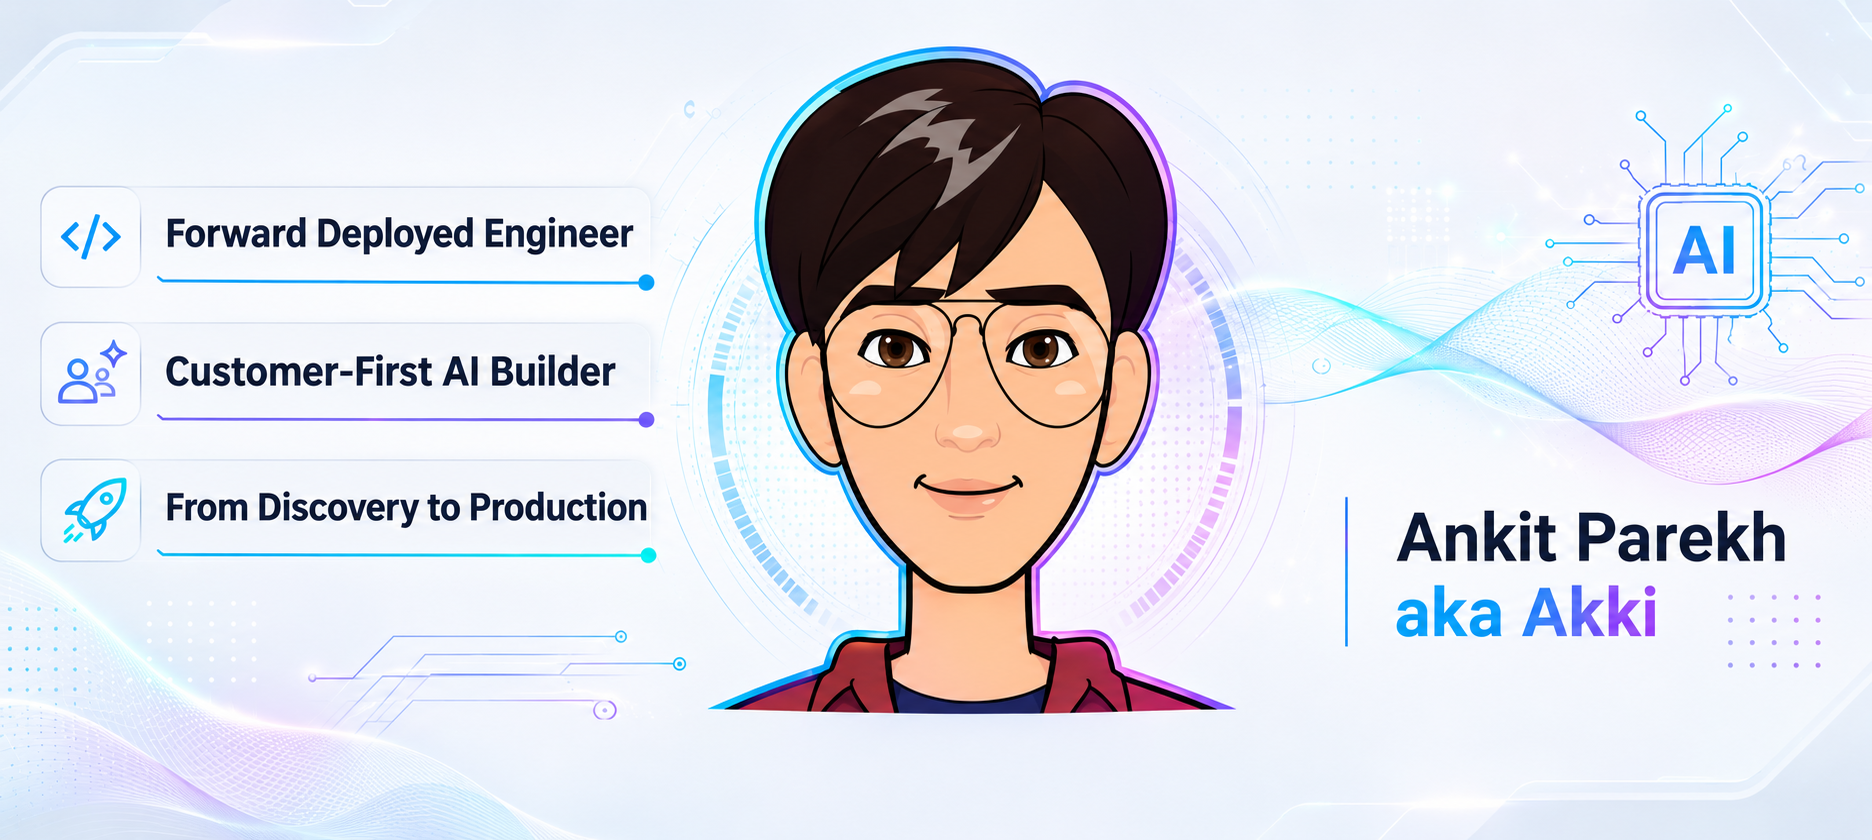 Forward Deployed Engineer
Customer-First AI Builder
From Discovery to Production
AI
Ankit Parekh
aka Akki